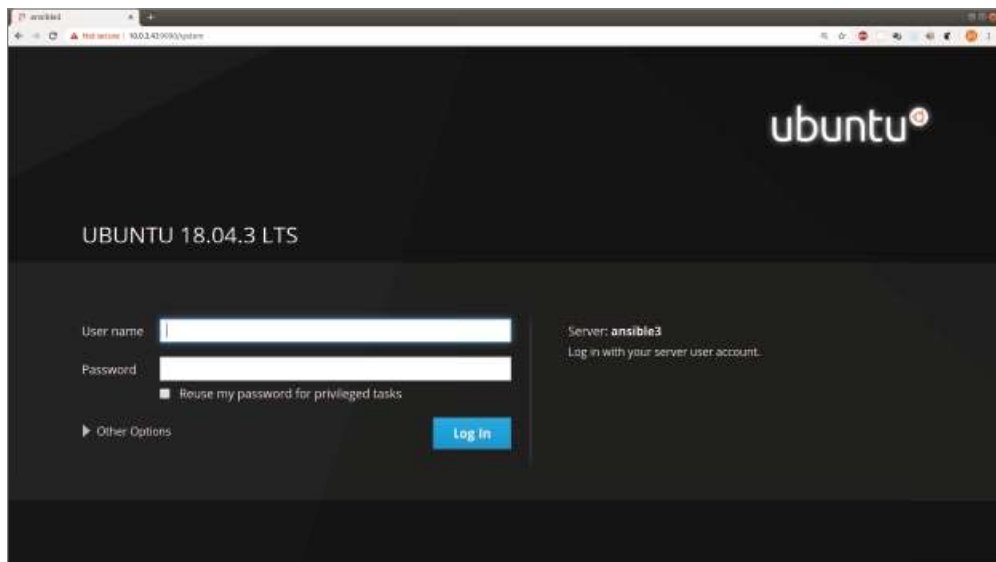 Not secure
ubuntu
UBUNTU 18.04.3 LTS
User name
Password
Reuse my password for privileged tasks
Other Options
Log In
Server: ansible3
Log in with your server user account.